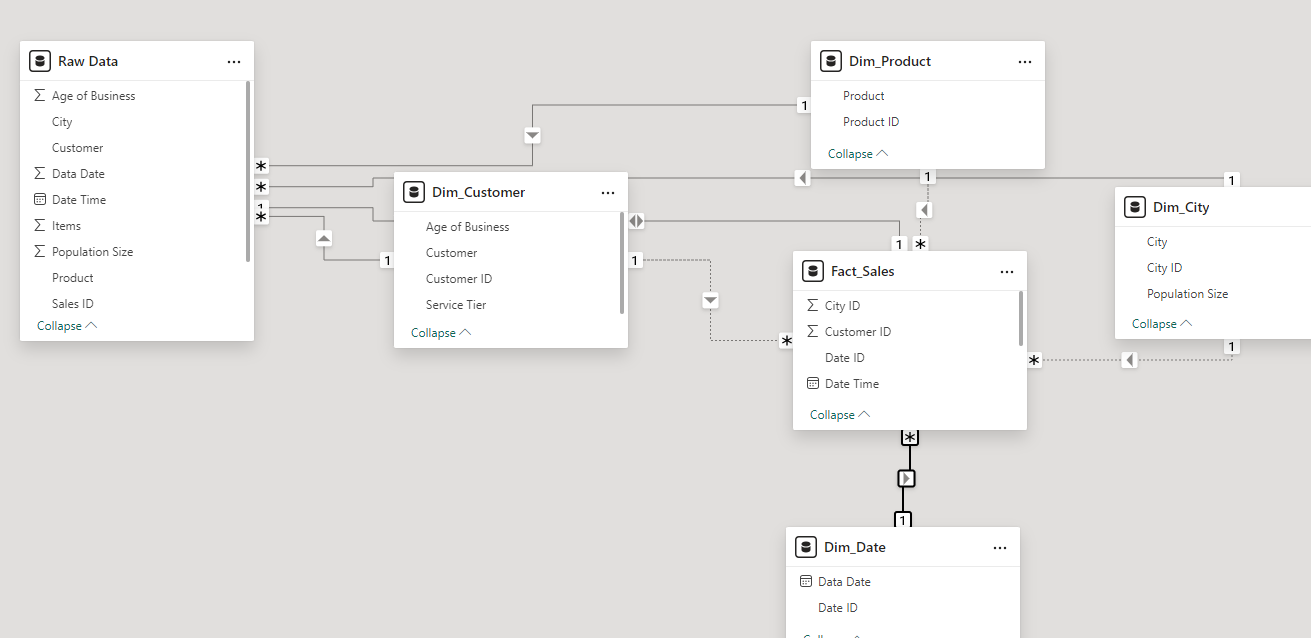 Raw Data
Age of Business
City
Customer
Data Date
Date Time
Items
Population Size
Product
Sales ID
Collapse
*
*
1
*
Dim_Product
Product
Product ID
Collapse
1
1
Dim_Customer
Age of Business
Customer
Customer ID
Service Tier
Collapse
1
1
Dim_City
City
City ID
Population Size
Collapse
1
1
Fact_Sales
City ID
Customer ID
Date ID
Date Time
Collapse
1
*
*
*
*
1
Dim_Date
Data Date
Date ID
Collapse